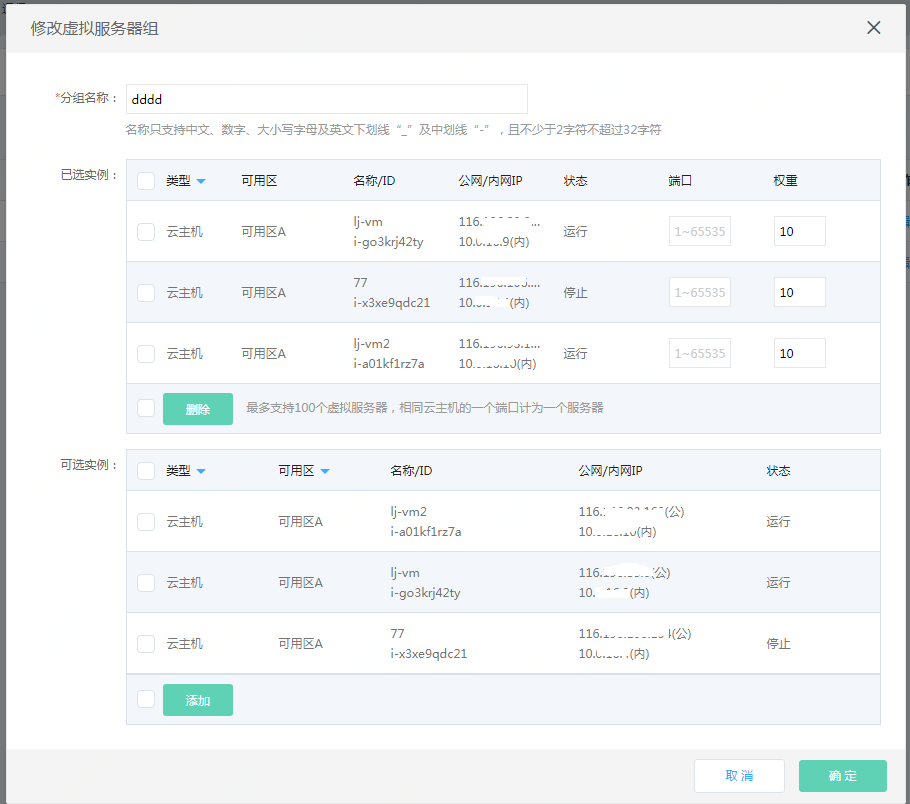 修改虚拟服务器组
*分组名称：
dddd
名称只支持中文、数字、大小写字母及英文下划线“_”及中划线“-”，且不少于2字符不超过32字符
已选实例：
类型 可用区 名称/ID 公网/内网IP 状态 端口 权重
云主机 可用区A lj-vm 116. ... 运行 1~65535 10
i-go3krj42ty 10. 9(内)
云主机 可用区A 77 116. ... 停止 1~65535 10
i-x3xe9qdc21 10. (内)
云主机 可用区A lj-vm2 116. ... 运行 1~65535 10
i-a01kf1rz7a 10. (内)
删除 最多支持100个虚拟服务器，相同云主机的一个端口计为一个服务器
可选实例：
类型 可用区 名称/ID 公网/内网IP 状态
云主机 可用区A lj-vm2 116. (公) 运行
i-a01kf1rz7a 10. (内)
云主机 可用区A lj-vm 116. (公) 运行
i-go3krj42ty 10. (内)
云主机 可用区A 77 116. (公) 停止
i-x3xe9qdc21 10. (内)
添加
取消 确定